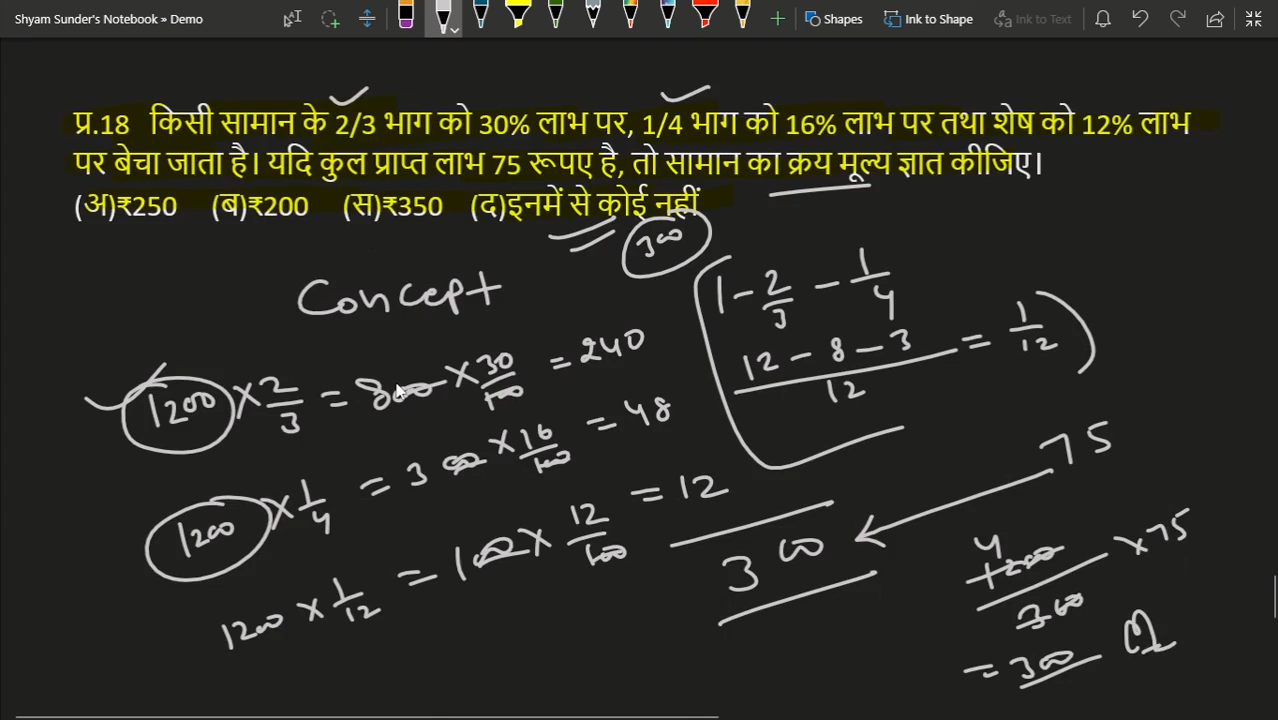 Shyam Sunder's Notebook » Demo
Shapes
Ink to Shape
Ink to Text
प्र.18 किसी सामान के 2/3 भाग को 30% लाभ पर, 1/4 भाग को 16% लाभ पर तथा शेष को 12% लाभ
पर बेचा जाता है। यदि कुल प्राप्त लाभ 75 रूपए है, तो सामान का क्रय मूल्य ज्ञात कीजिए।
(अ)₹250 (ब)₹200 (स)₹350 (द)इनमें से कोई नहीं
300
Concept
1 - 2/3 - 1/4
12 - 8 - 3 / 12 = 1/12
1200 × 2/3 = 800 × 30/100 = 240
1200 × 1/4 = 300 × 16/100 = 48
1200 × 1/12 = 100 × 12/100 = 12
300 ← 75
4
1200/300 × 75
= 300